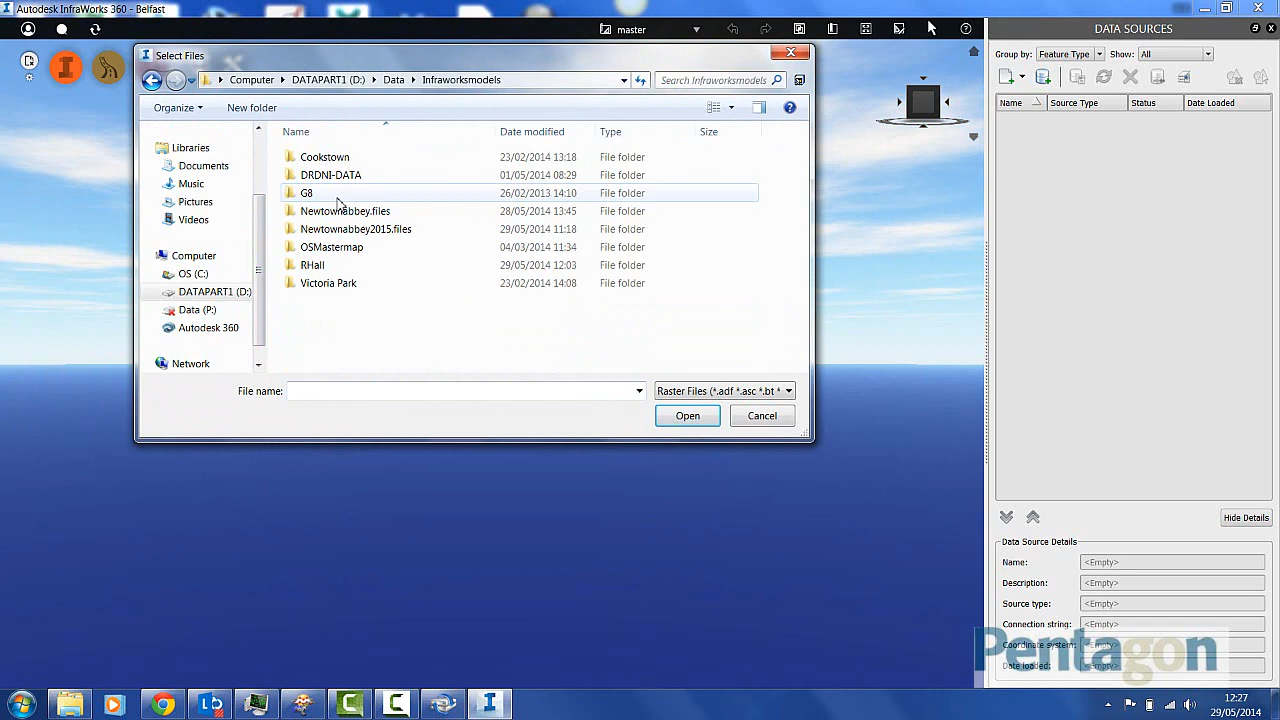 Autodesk InfraWorks 360 - Belfast
master
DATA SOURCES
Select Files
Computer DATAPART1 (D:) Data Infraworksmodels
Search Infraworksmodels
Organize
New folder
Name Date modified Type Size
Libraries
Documents
Music
Pictures
Videos
Computer
OS (C:)
DATAPART1 (D:)
Data (P:)
Autodesk 360
Network
Cookstown 23/02/2014 13:18 File folder
DRDNI-DATA 01/05/2014 08:29 File folder
G8 26/02/2013 14:10 File folder
Newtownabbey.files 28/05/2014 13:45 File folder
Newtownabbey2015.files 29/05/2014 11:18 File folder
OSMastermap 04/03/2014 11:34 File folder
RHall 29/05/2014 12:03 File folder
Victoria Park 23/02/2014 14:08 File folder
File name:
Raster Files (*.adf *.asc *.bt *
Open
Cancel
Group by: Feature Type Show: All
Name Source Type Status Date Loaded
Hide Details
Data Source Details
Name: <Empty>
Description: <Empty>
Source type: <Empty>
Connection string: <Empty>
Coordinate system: <Empty>
Date loaded: <Empty>
Pentagon
12:27
29/05/2014